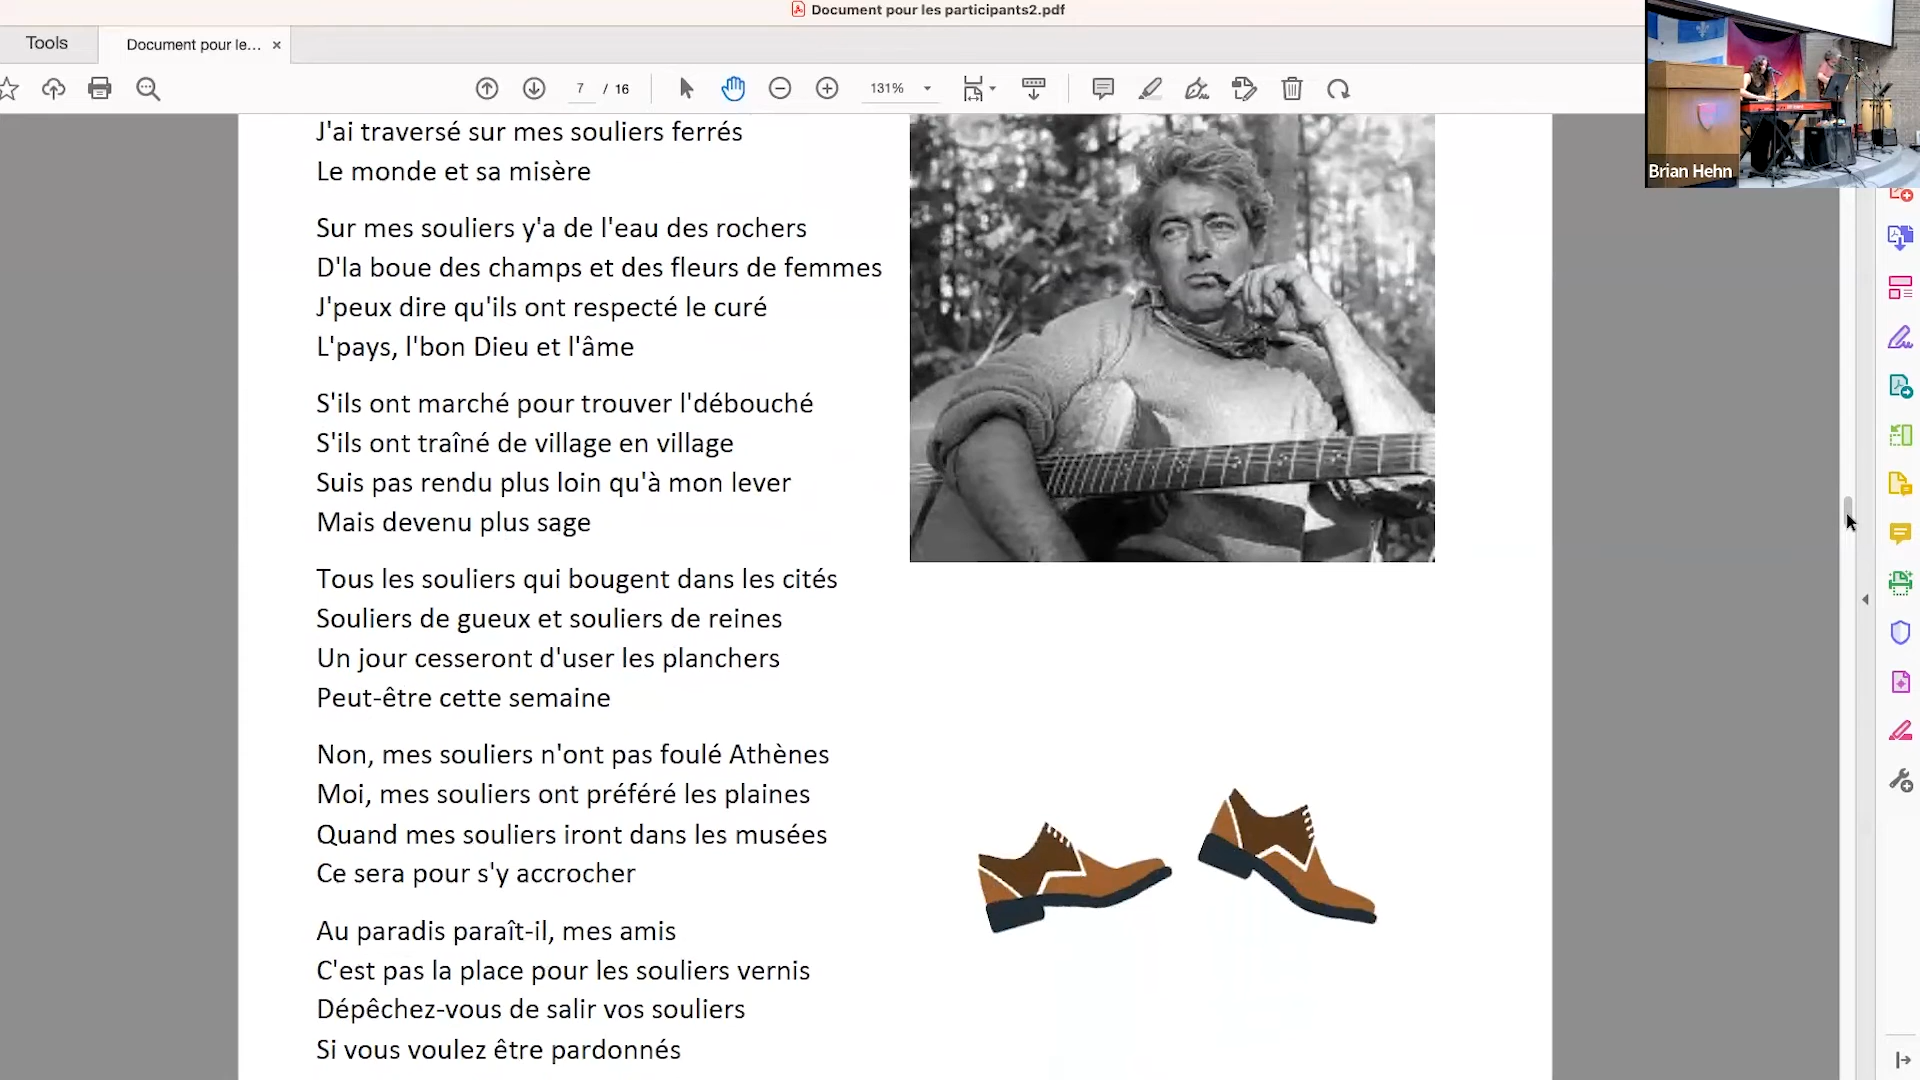 Document pour les participants2.pdf
Tools
Document pour le...
7 / 16
131%
Brian Hehn
J'ai traversé sur mes souliers ferrés
Le monde et sa misère
Sur mes souliers y'a de l'eau des rochers
D'la boue des champs et des fleurs de femmes
J'peux dire qu'ils ont respecté le curé
L'pays, l'bon Dieu et l'âme
S'ils ont marché pour trouver l'débouché
S'ils ont traîné de village en village
Suis pas rendu plus loin qu'à mon lever
Mais devenu plus sage
Tous les souliers qui bougent dans les cités
Souliers de gueux et souliers de reines
Un jour cesseront d'user les planchers
Peut-être cette semaine
Non, mes souliers n'ont pas foulé Athènes
Moi, mes souliers ont préféré les plaines
Quand mes souliers iront dans les musées
Ce sera pour s'y accrocher
Au paradis paraît-il, mes amis
C'est pas la place pour les souliers vernis
Dépêchez-vous de salir vos souliers
Si vous voulez être pardonnés